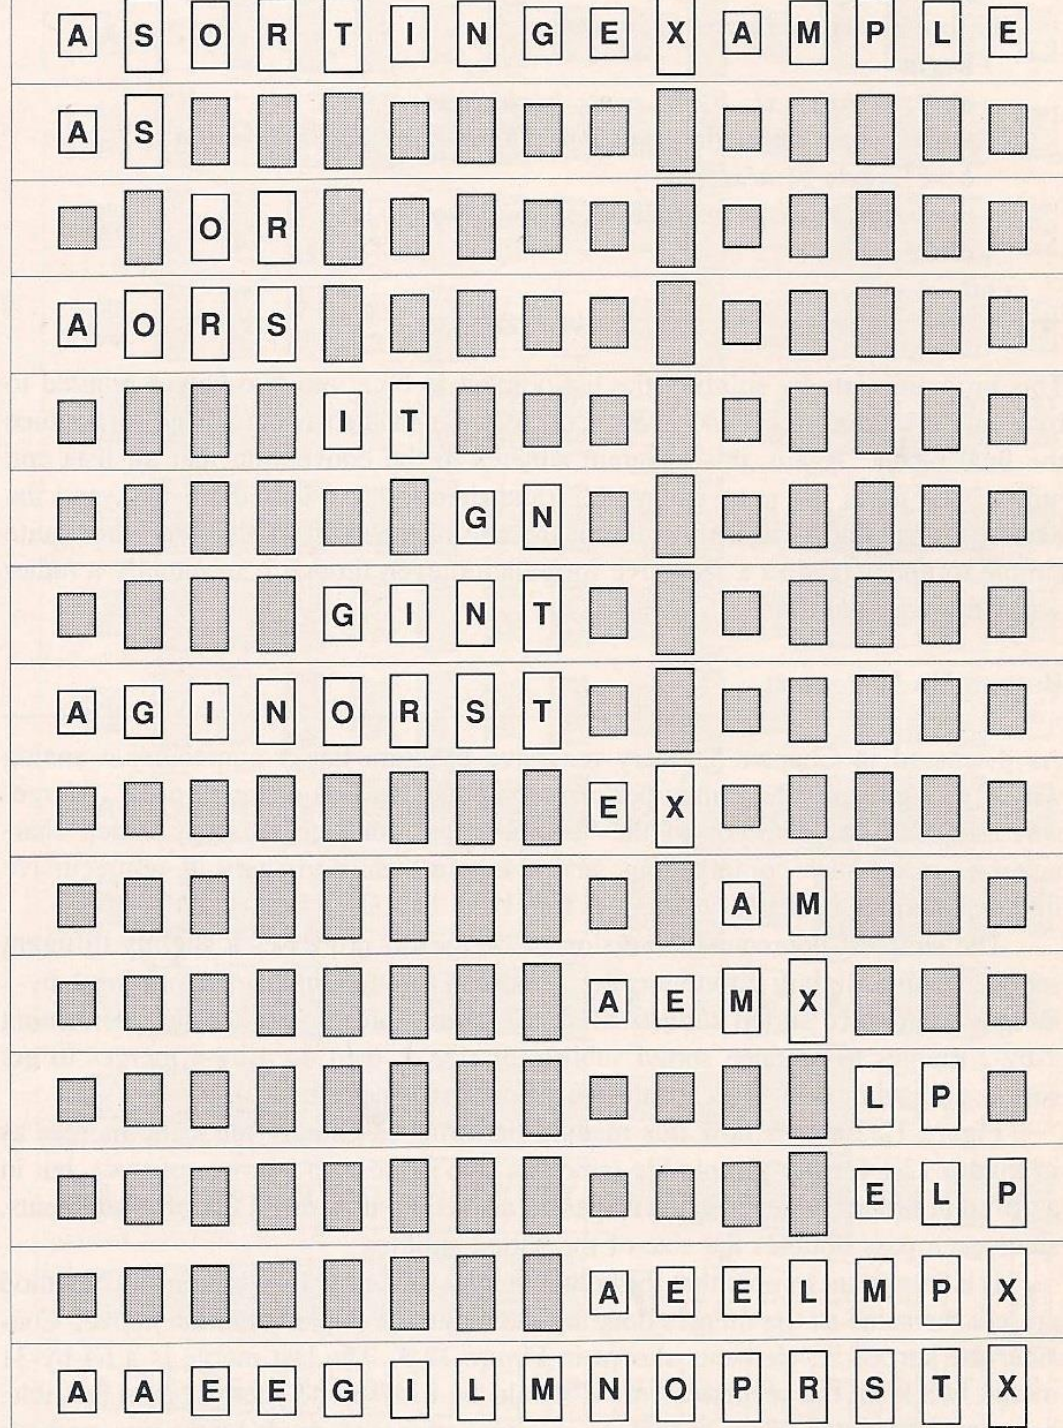 A S O R T I N G E X A M P L E
A S
O R
A O R S
I T
G N
G I N T
A G I N O R S T
E X
A M
A E M X
L P
E L P
A E E L M P X
A A E E G I L M N O P R S T X